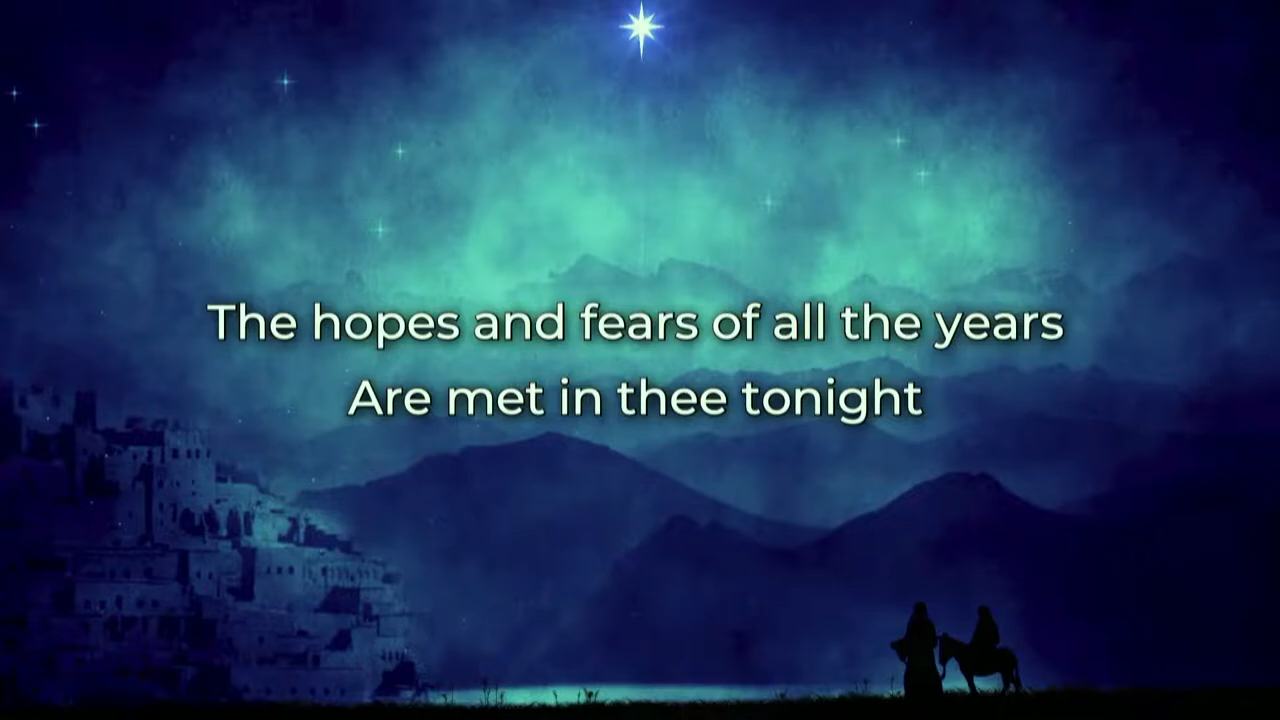 The hopes and fears of all the years
Are met in thee tonight